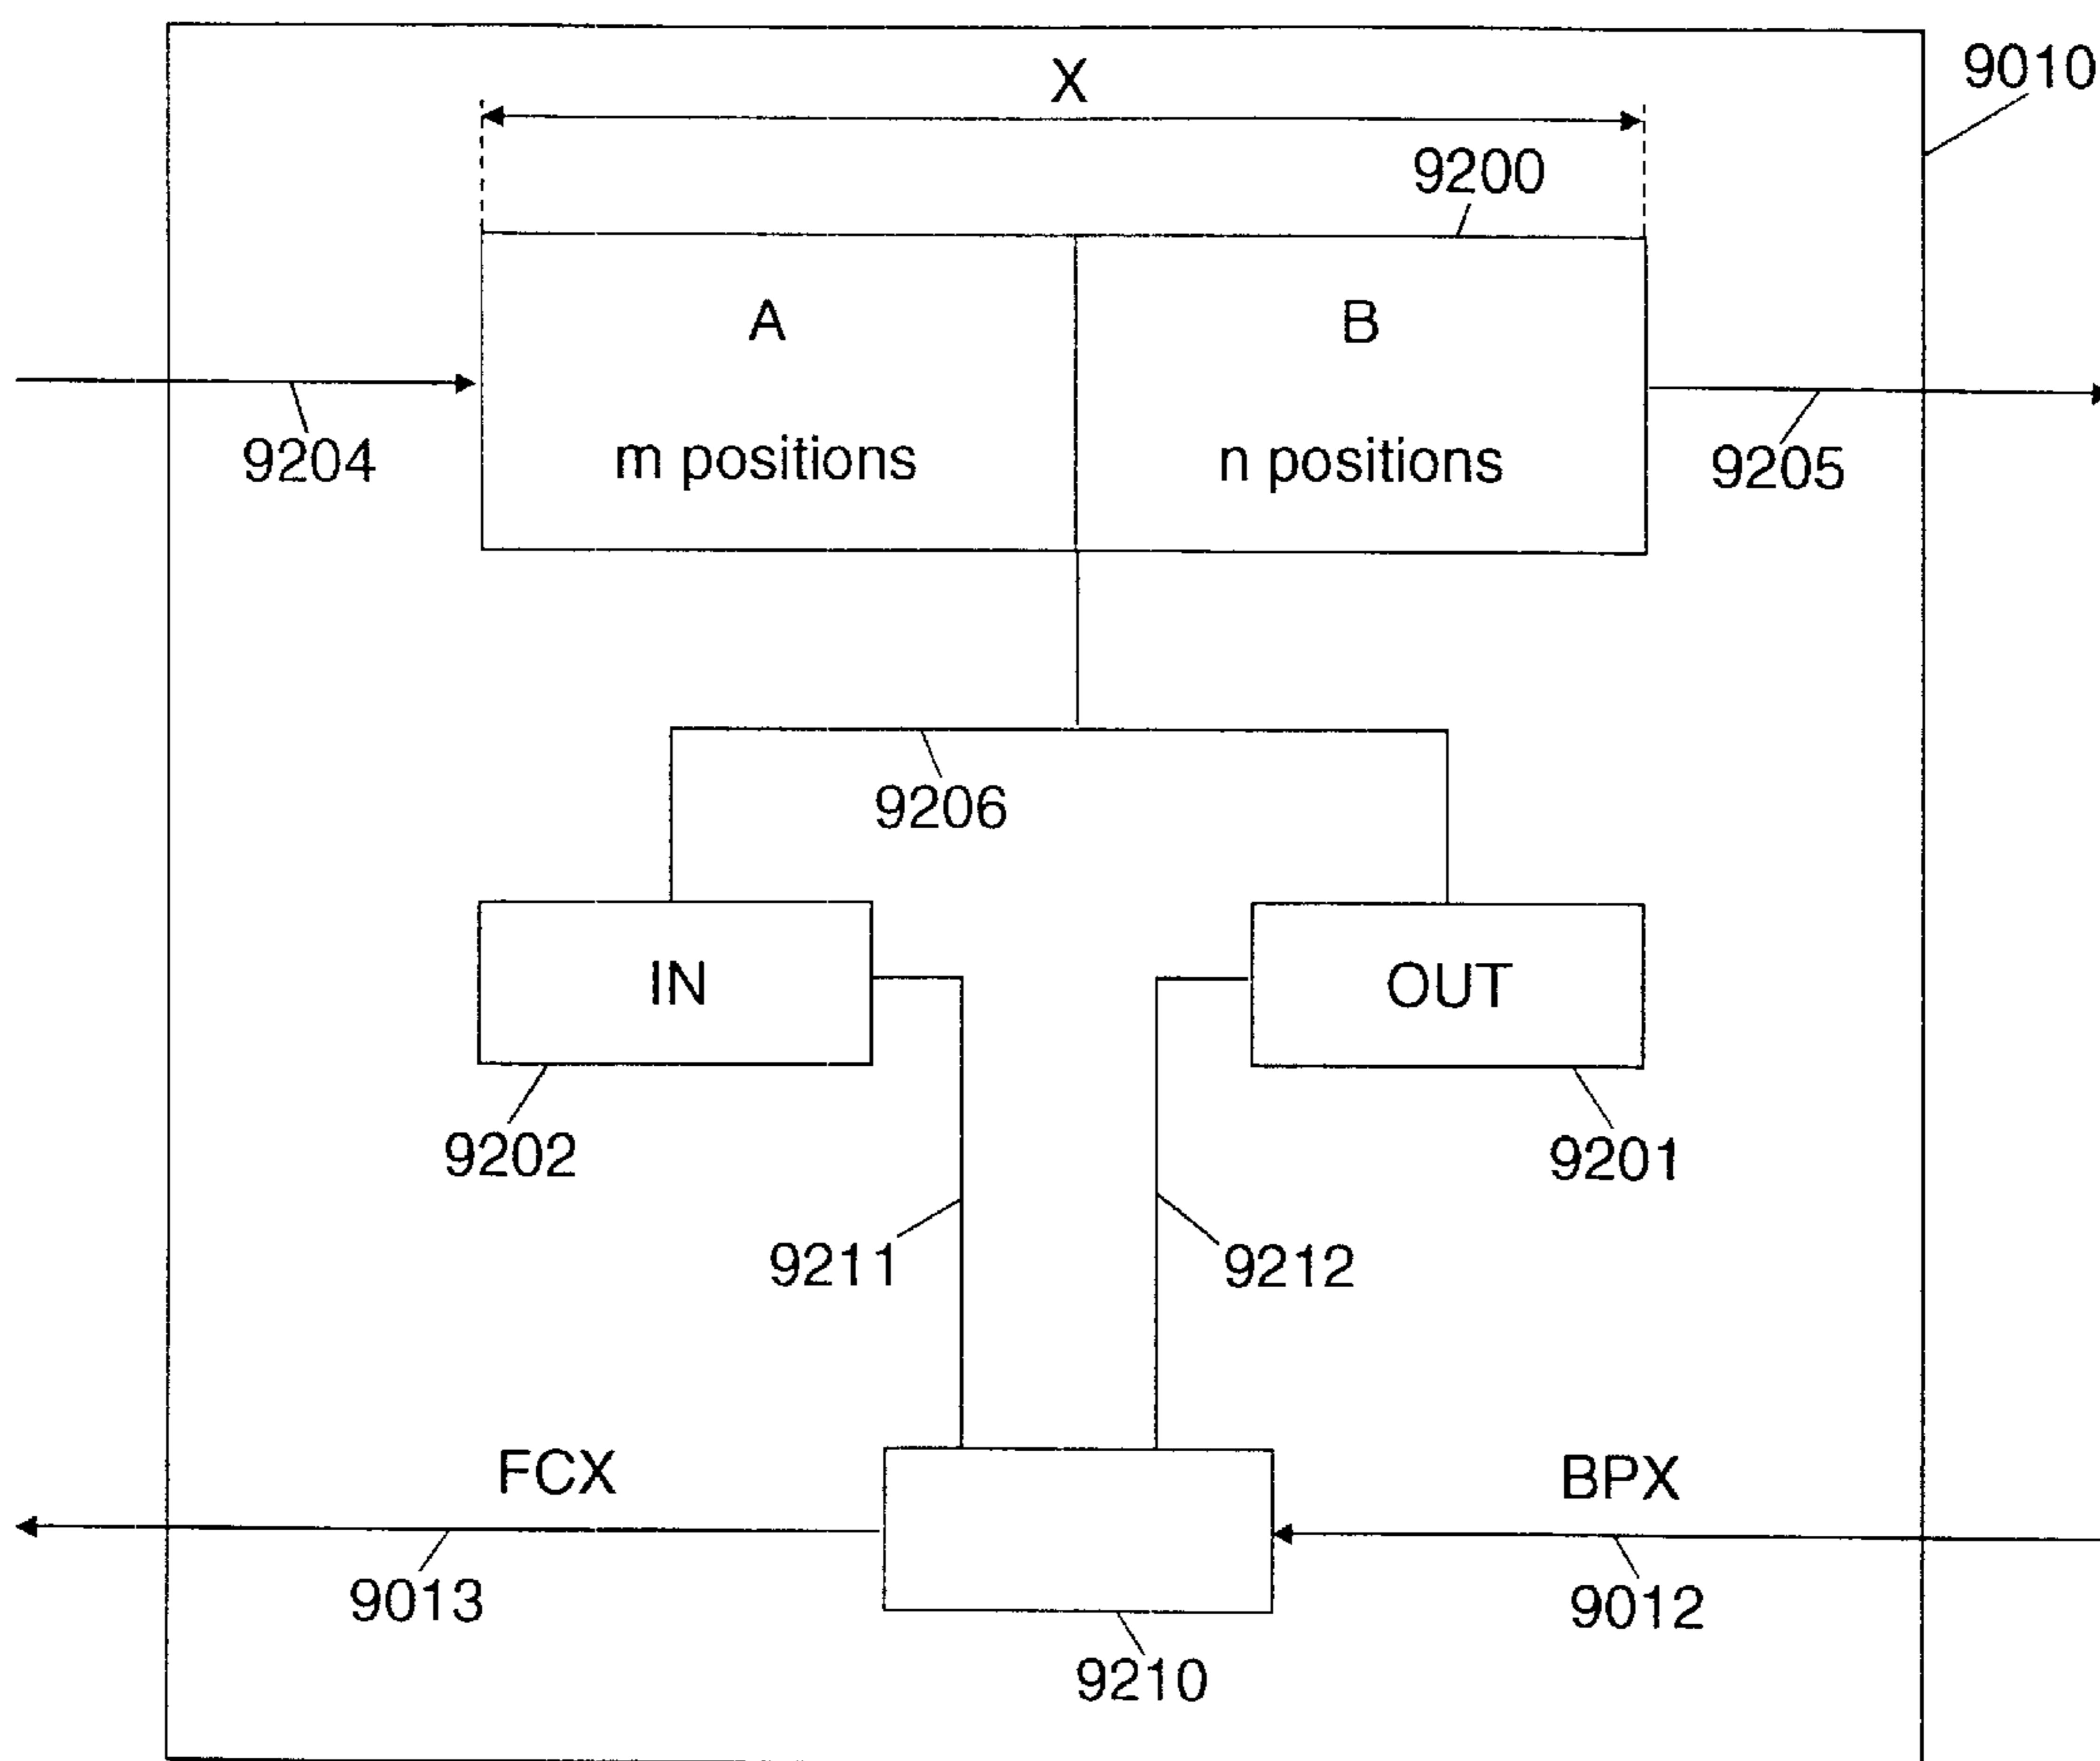 9010
X
9200
A
B
m positions
n positions
9204
9205
9206
IN
OUT
9202
9201
9211
9212
FCX
BPX
9013
9012
9210